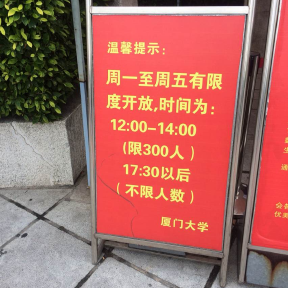 温馨提示：
周一至周五有限
度开放,时间为：
12:00-14:00
（限300人）
17:30以后
（不限人数）
厦门大学